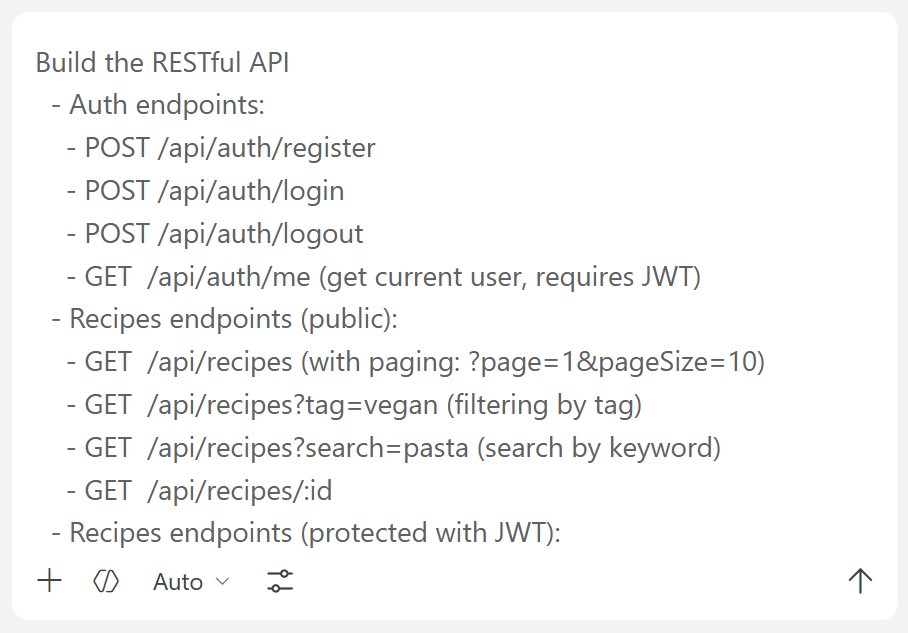 Build the RESTful API
  - Auth endpoints:
    - POST /api/auth/register
    - POST /api/auth/login
    - POST /api/auth/logout
    - GET  /api/auth/me (get current user, requires JWT)
  - Recipes endpoints (public):
    - GET  /api/recipes (with paging: ?page=1&pageSize=10)
    - GET  /api/recipes?tag=vegan (filtering by tag)
    - GET  /api/recipes?search=pasta (search by keyword)
    - GET  /api/recipes/:id
  - Recipes endpoints (protected with JWT):
Auto